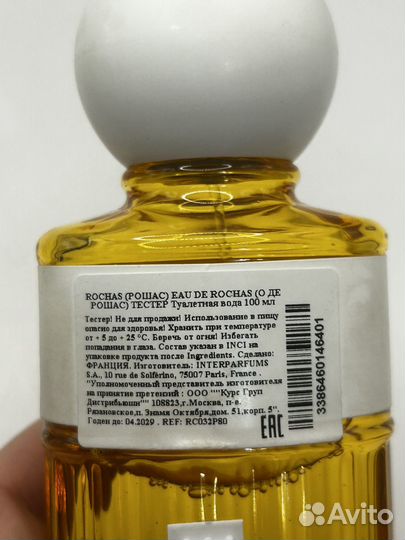 ROCHAS (РОШАС) EAU DE ROCHAS (О ДЕ
РОШАС) ТЕСТЕР Туалетная вода 100 мл
Тестер! Не для продажи! Использование в пищу
опасно для здоровья! Хранить при температуре
от + 5 до + 25 °C. Беречь от огня! Избегать
попадания в глаза. Состав указан в INCI на
упаковке продукта после Ingredients. Сделано:
ФРАНЦИЯ. Изготовитель: INTERPARFUMS
S.A., 10 rue de Solférino, 75007 Paris, France .
"Уполномоченный представитель изготовителя
на принятие претензий : ООО ""Курс Груп
Дистрибьюшн"" 108823, г.Москва, п-е.
Рязановское,п. Знамя Октября,дом. 51,корп. 5".
Годен до: 04.2029 . REF: RC032P80
3386460146401
EAC
Avito